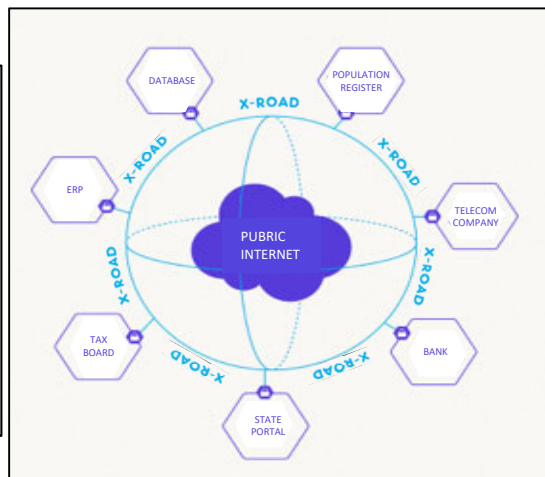 DATABASE
POPULATION
REGISTER
X-ROAD
X-ROAD
X-ROAD
ERP
TELECOM
COMPANY
PUBRIC
INTERNET
X-ROAD
X-ROAD
TAX
BOARD
BANK
X-ROAD
X-ROAD
STATE
PORTAL